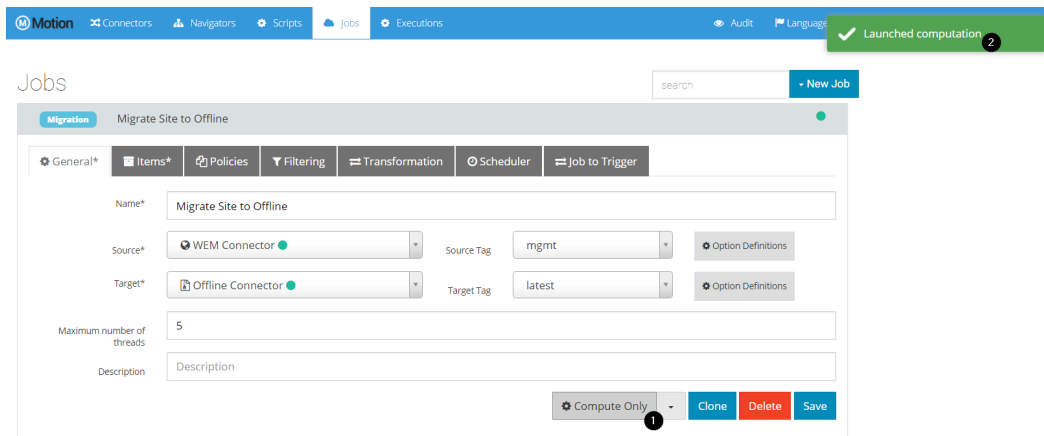 Motion Connectors Navigators Scripts Jobs Executions Audit Language
Launched computation
2
Jobs
search
New Job
Migration Migrate Site to Offline
General* Items* Policies Filtering Transformation Scheduler Job to Trigger
Name* Migrate Site to Offline
Source* WEM Connector Source Tag mgmt Option Definitions
Target* Offline Connector Target Tag latest Option Definitions
Maximum number of
threads
5
Description Description
Compute Only Clone Delete Save
1